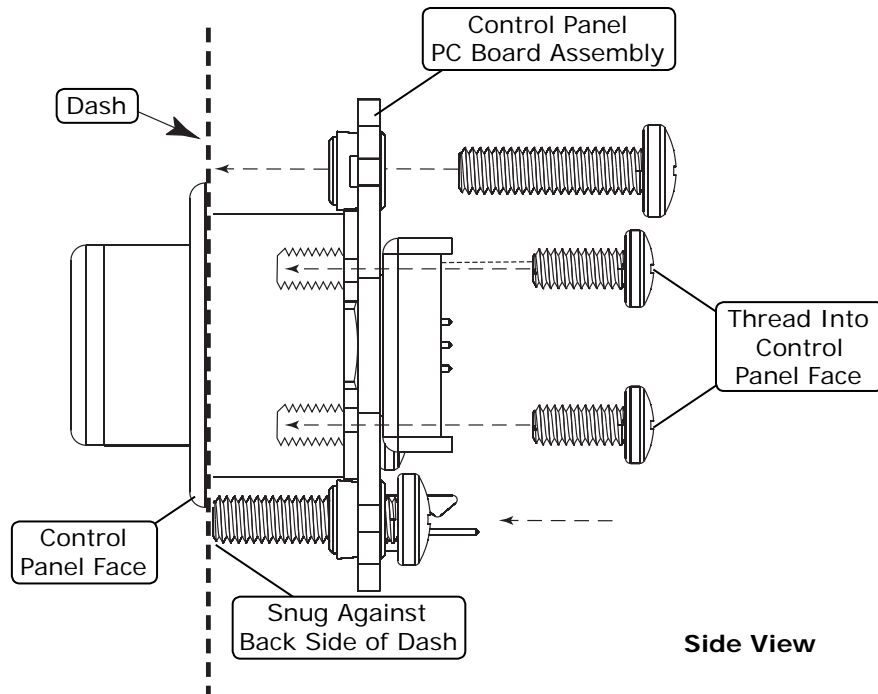 Control Panel
PC Board Assembly
Dash
Thread Into
Control
Panel Face
Control
Panel Face
Snug Against
Back Side of Dash
Side View